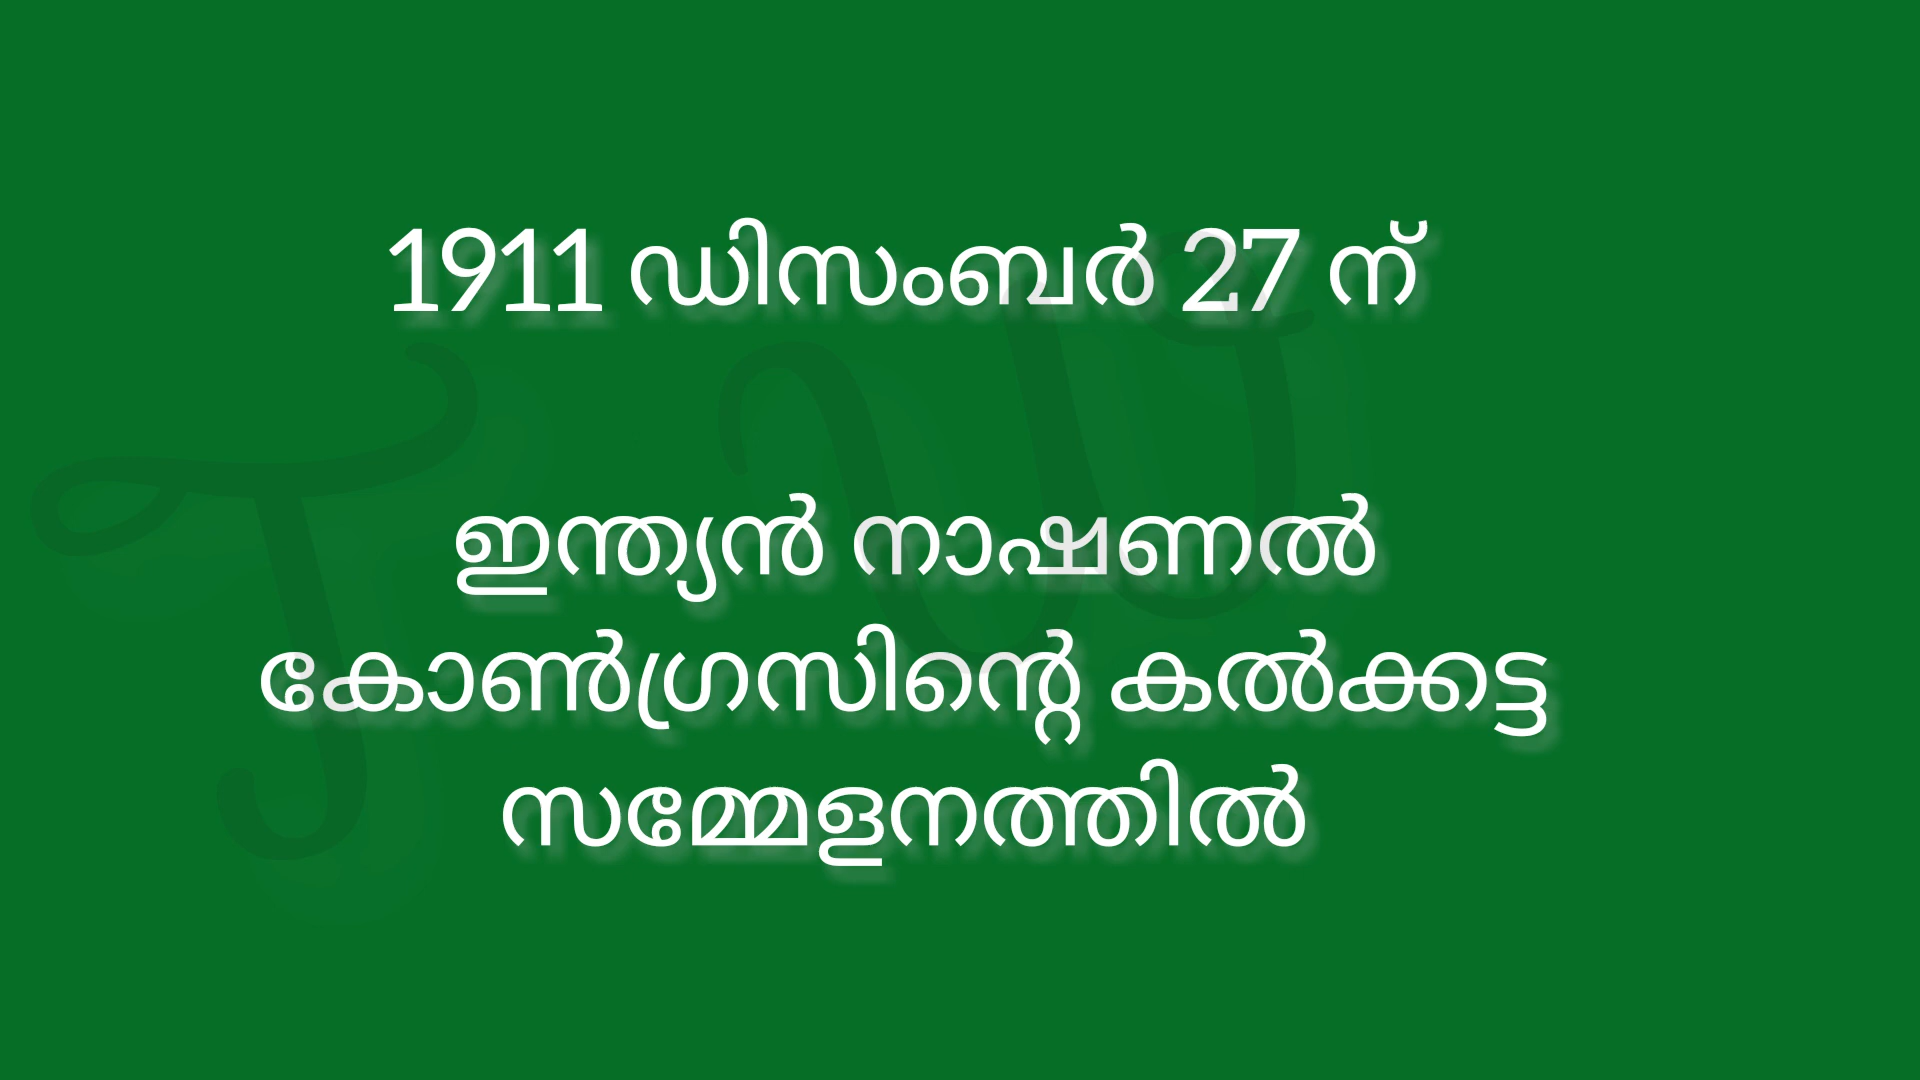 1911 ഡിസംബർ 27 ന്
ഇന്ത്യൻ നാഷണൽ
കോൺഗ്രസിന്റെ കൽക്കട്ട
സമ്മേളനത്തിൽ